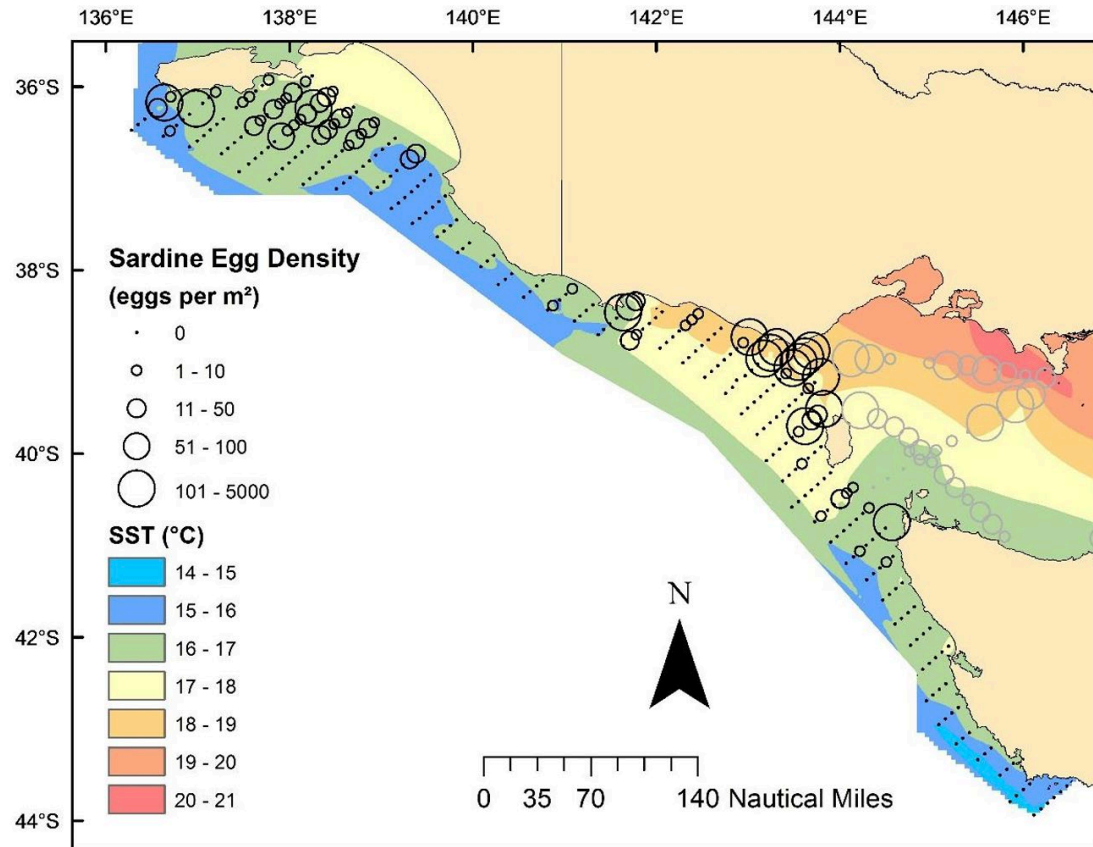 136°E 138°E 140°E 142°E 144°E 146°E
36°S
38°S
40°S
42°S
44°S
Sardine Egg Density
(eggs per m²)
0
1 - 10
11 - 50
51 - 100
101 - 5000
SST (°C)
14 - 15
15 - 16
16 - 17
17 - 18
18 - 19
19 - 20
20 - 21
N
0 35 70 140 Nautical Miles